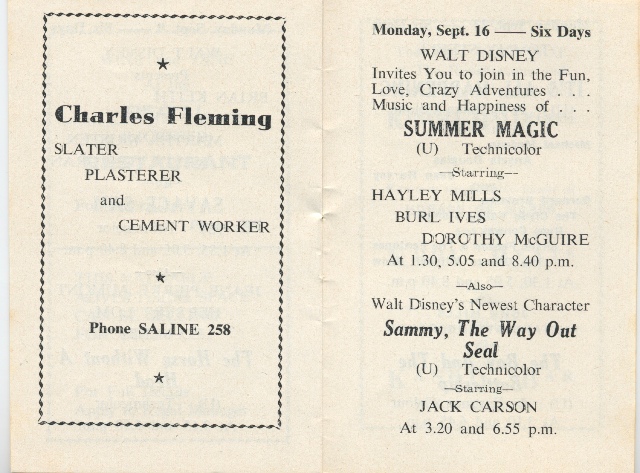 Charles Fleming
SLATER
PLASTERER
and
CEMENT WORKER
Phone SALINE 258
Monday, Sept. 16 — Six Days
WALT DISNEY
Invites You to join in the Fun,
Love, Crazy Adventures . .
Music and Happiness of . . .
SUMMER MAGIC
(U) Technicolor
—Starring—
HAYLEY MILLS
BURL IVES
DOROTHY McGUIRE
At 1.30, 5.05 and 8.40 p.m.
—Also—
Walt Disney's Newest Character
Sammy, The Way Out
Seal
(U) Technicolor
—Starring—
JACK CARSON
At 3.20 and 6.55 p.m.